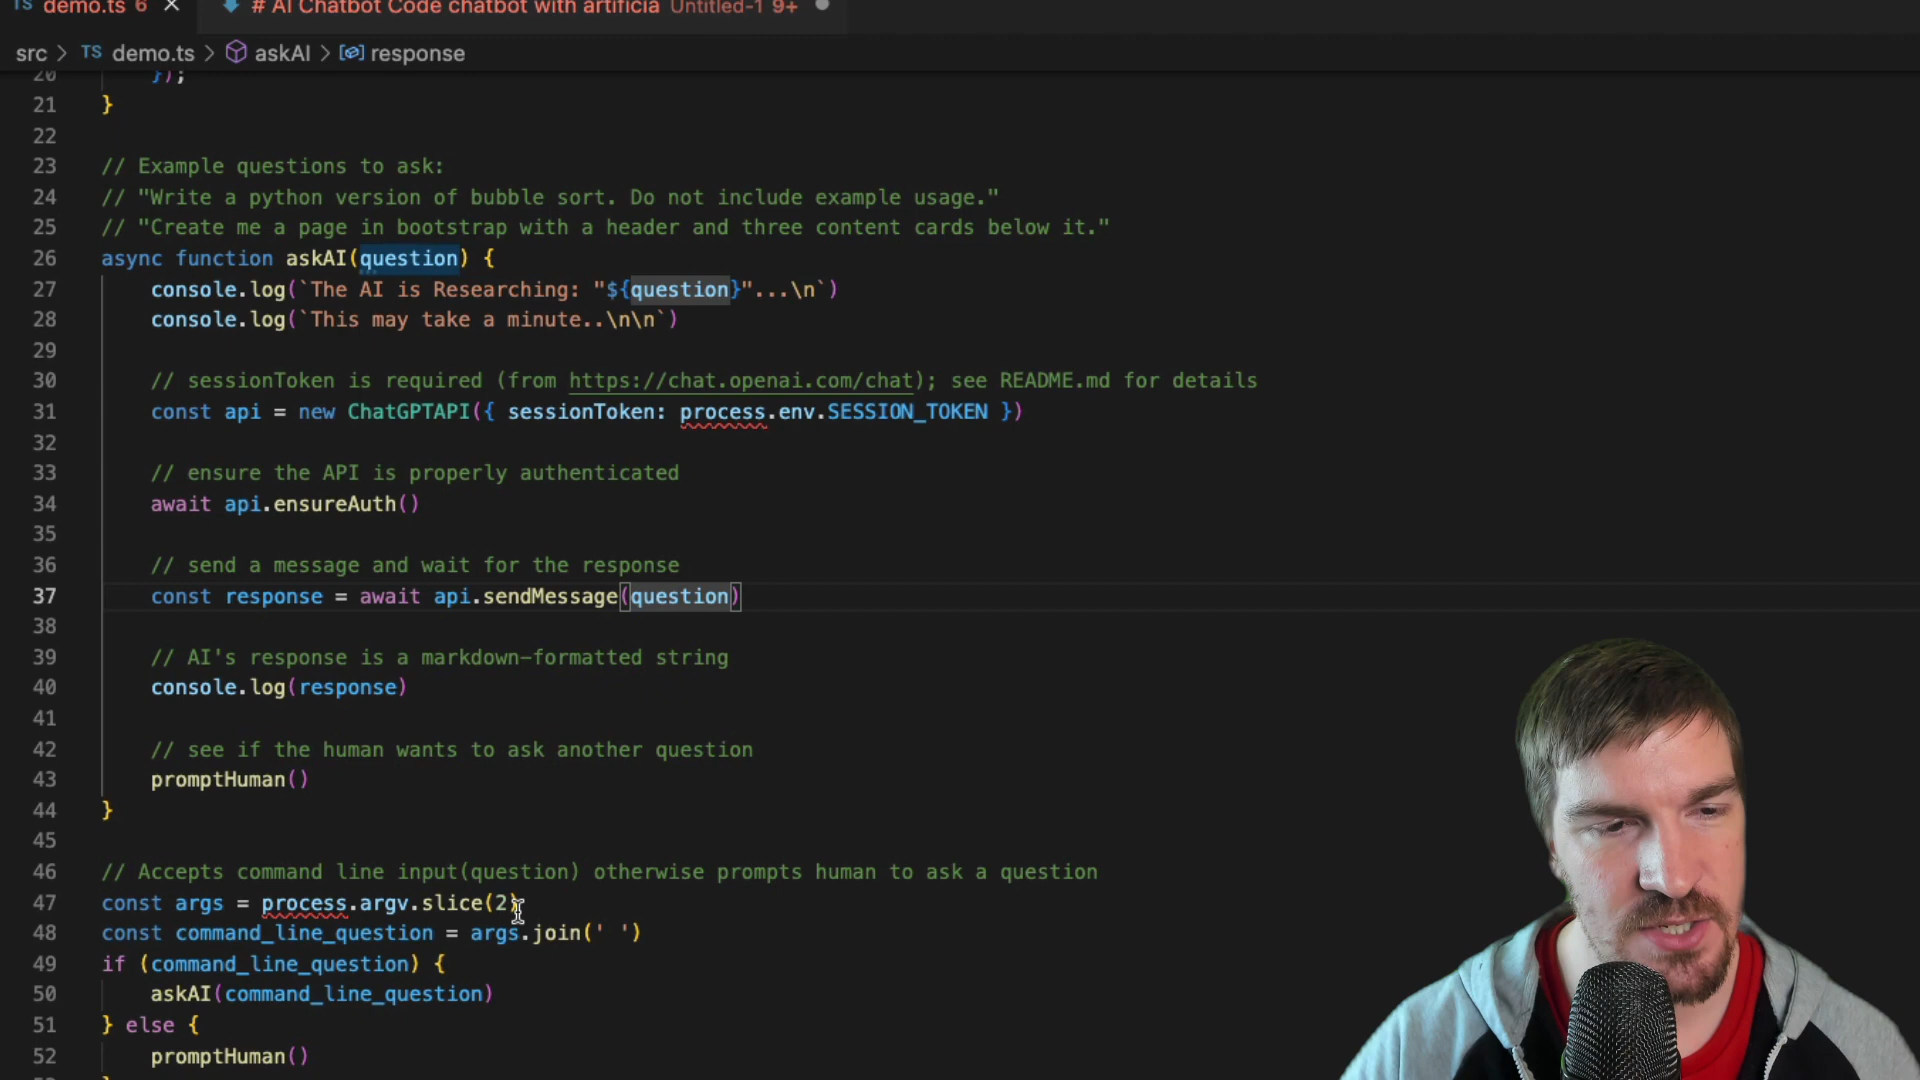 TS demo.ts 6 × # AI Chatbot Code chatbot with artificia Untitled-1 9+
src > TS demo.ts > askAI > response
20 });
21 }
22
23 // Example questions to ask:
24 // "Write a python version of bubble sort. Do not include example usage."
25 // "Create me a page in bootstrap with a header and three content cards below it."
26 async function askAI(question) {
27 console.log(`The AI is Researching: "${question}"...\n`)
28 console.log(`This may take a minute..\n\n`)
29
30 // sessionToken is required (from https://chat.openai.com/chat); see README.md for details
31 const api = new ChatGPTAPI({ sessionToken: process.env.SESSION_TOKEN })
32
33 // ensure the API is properly authenticated
34 await api.ensureAuth()
35
36 // send a message and wait for the response
37 const response = await api.sendMessage(question)
38
39 // AI's response is a markdown-formatted string
40 console.log(response)
41
42 // see if the human wants to ask another question
43 promptHuman()
44 }
45
46 // Accepts command line input(question) otherwise prompts human to ask a question
47 const args = process.argv.slice(2)
48 const command_line_question = args.join(' ')
49 if (command_line_question) {
50 askAI(command_line_question)
51 } else {
52 promptHuman()